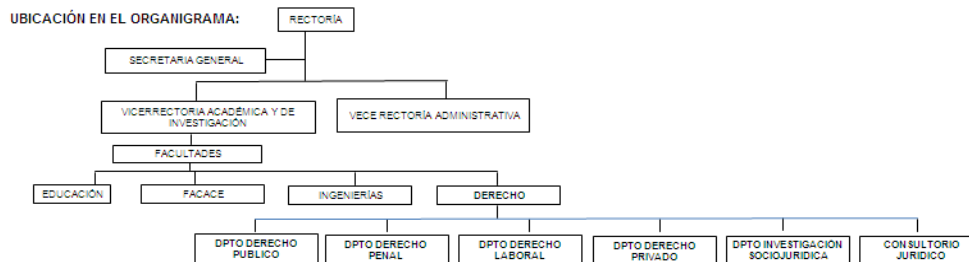 UBICACIÓN EN EL ORGANIGRAMA:
RECTORÍA
SECRETARIA GENERAL
VICERRECTORIA ACADÉMICA Y DE
INVESTIGACIÓN
VECE RECTORÍA ADMINISTRATIVA
FACULTADES
EDUCACIÓN
FACACE
INGENIERÍAS
DERECHO
DPTO DERECHO
PUBLICO
DPTO DERECHO
PENAL
DPTO DERECHO
LABORAL
DPTO DERECHO
PRIVADO
DPTO INVESTIGACIÓN
SOCIOJURIDICA
CONSULTORIO
JURIDICO